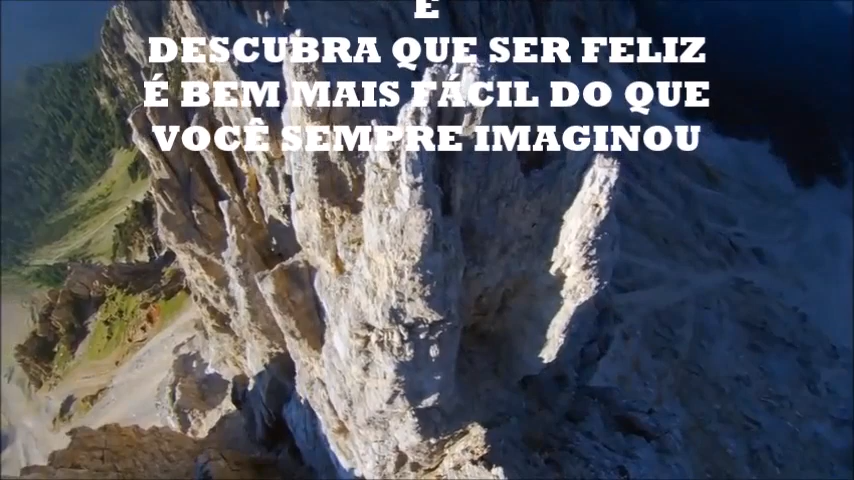 E
DESCUBRA QUE SER FELIZ
É BEM MAIS FÁCIL DO QUE
VOCÊ SEMPRE IMAGINOU